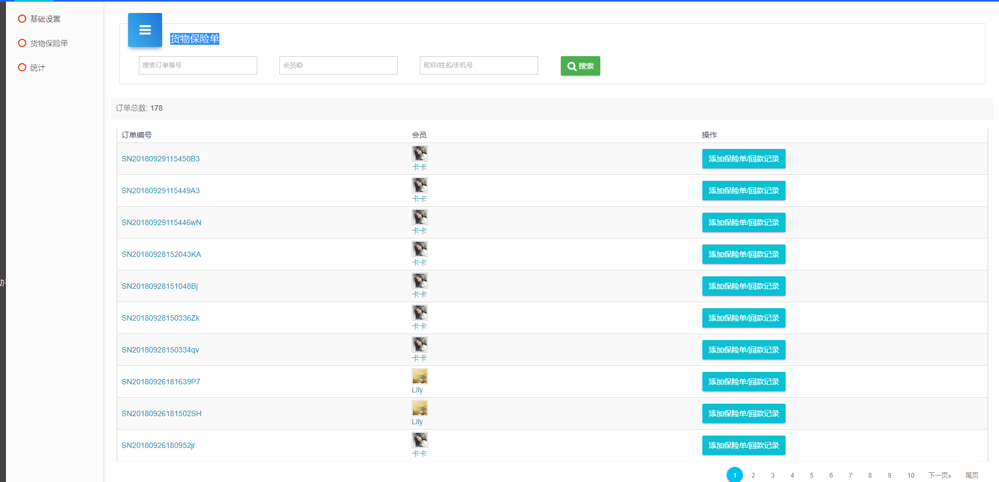 基础设置
货物保险单
统计
货物保险单
搜索订单编号 会员ID 昵称/姓名/手机号 搜索
订单总数: 178
订单编号 会员 操作
SN20180929115450B3 卡卡 添加保险单/回款记录
SN20180929115449A3 卡卡 添加保险单/回款记录
SN20180929115446wN 卡卡 添加保险单/回款记录
SN20180928152043KA 卡卡 添加保险单/回款记录
SN20180928151048Bj 卡卡 添加保险单/回款记录
SN20180928150336Zk 卡卡 添加保险单/回款记录
SN20180928150334qv 卡卡 添加保险单/回款记录
SN20180926181639P7 Lily 添加保险单/回款记录
SN20180926181502SH Lily 添加保险单/回款记录
SN20180926180952jr 卡卡 添加保险单/回款记录
1 2 3 4 5 6 7 8 9 10 下一页» 尾页